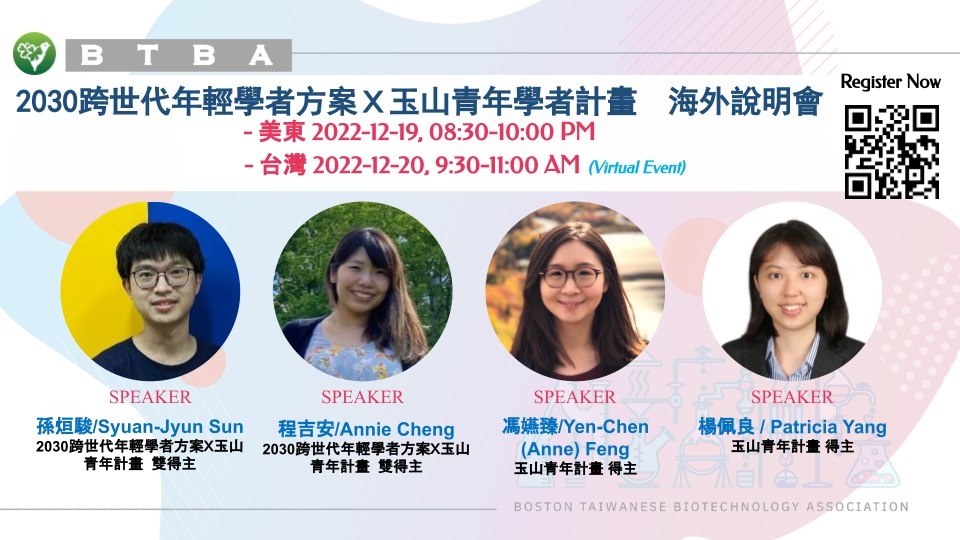 BTBA
2030跨世代年輕學者方案X玉山青年學者計畫　海外說明會
Register Now
- 美東 2022-12-19, 08:30-10:00 PM
- 台灣 2022-12-20, 9:30-11:00 AM (Virtual Event)
SPEAKER
孫烜駿/Syuan-Jyun Sun
2030跨世代年輕學者方案X玉山
青年計畫 雙得主
SPEAKER
程吉安/Annie Cheng
2030跨世代年輕學者方案X玉山
青年計畫 雙得主
SPEAKER
馮嬿臻/Yen-Chen
(Anne) Feng
玉山青年計畫 得主
SPEAKER
楊佩良 / Patricia Yang
玉山青年計畫 得主
BOSTON TAIWANESE BIOTECHNOLOGY ASSOCIATION